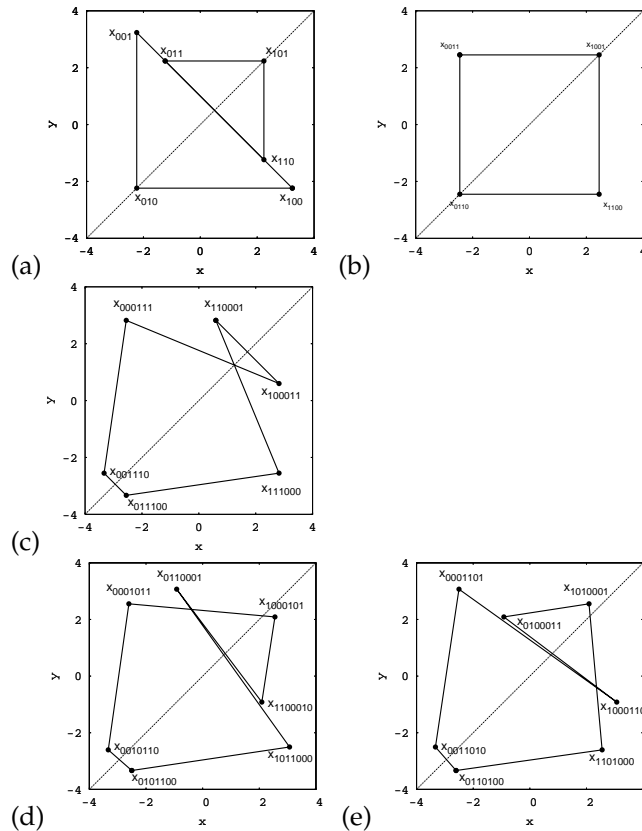 4
2
0
-2
-4
-4 -2 0 2 4
y
x
x001
x011
x101
x110
x010
x100
(a)
4
2
0
-2
-4
-4 -2 0 2 4
y
x
x0011
x1001
x0110
x1100
(b)
4
2
0
-2
-4
-4 -2 0 2 4
y
x
x000111
x110001
x100011
x001110
x011100
x111000
(c)
4
2
0
-2
-4
-4 -2 0 2 4
y
x
x0110001
x0001011
x1000101
x1100010
x0010110
x0101100
x1011000
(d)
4
2
0
-2
-4
-4 -2 0 2 4
y
x
x0001101
x1010001
x0100011
x1000110
x0011010
x0110100
x1101000
(e)